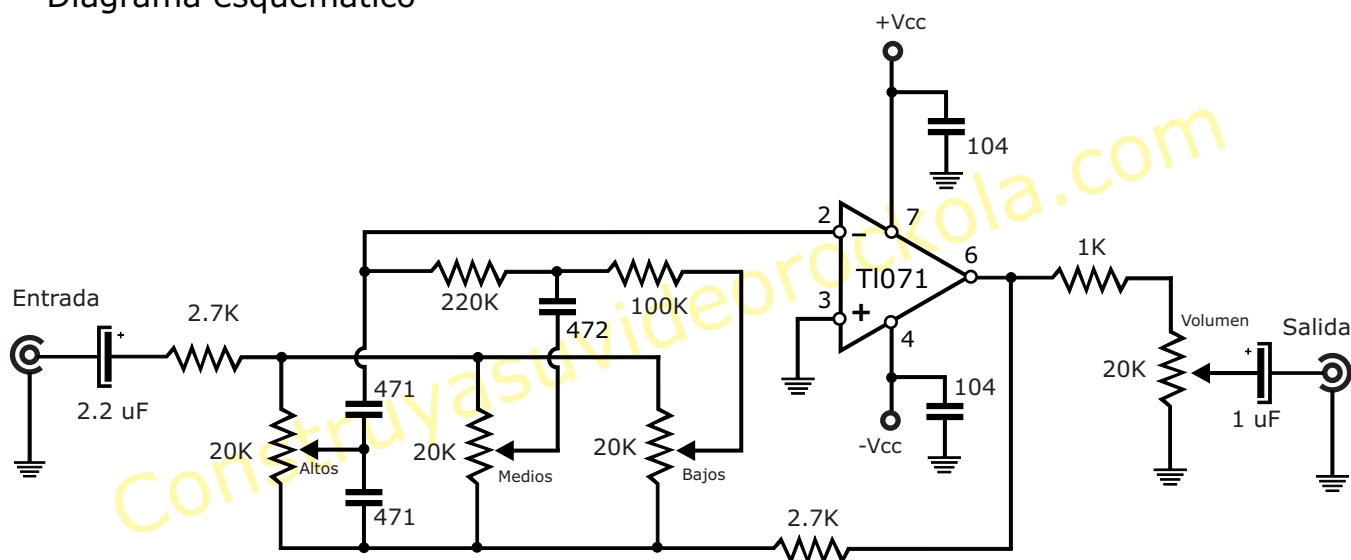 Diagrama esquemático
+Vcc
104
2
7
−
6
1K
TI071
220K
100K
3
+
4
472
Entrada
2.7K
Volumen
Salida
+
+
20K
2.2 uF
471
104
1 uF
-Vcc
20K
Altos
20K
Medios
20K
Bajos
471
2.7K
Construyasuvideorockola.com